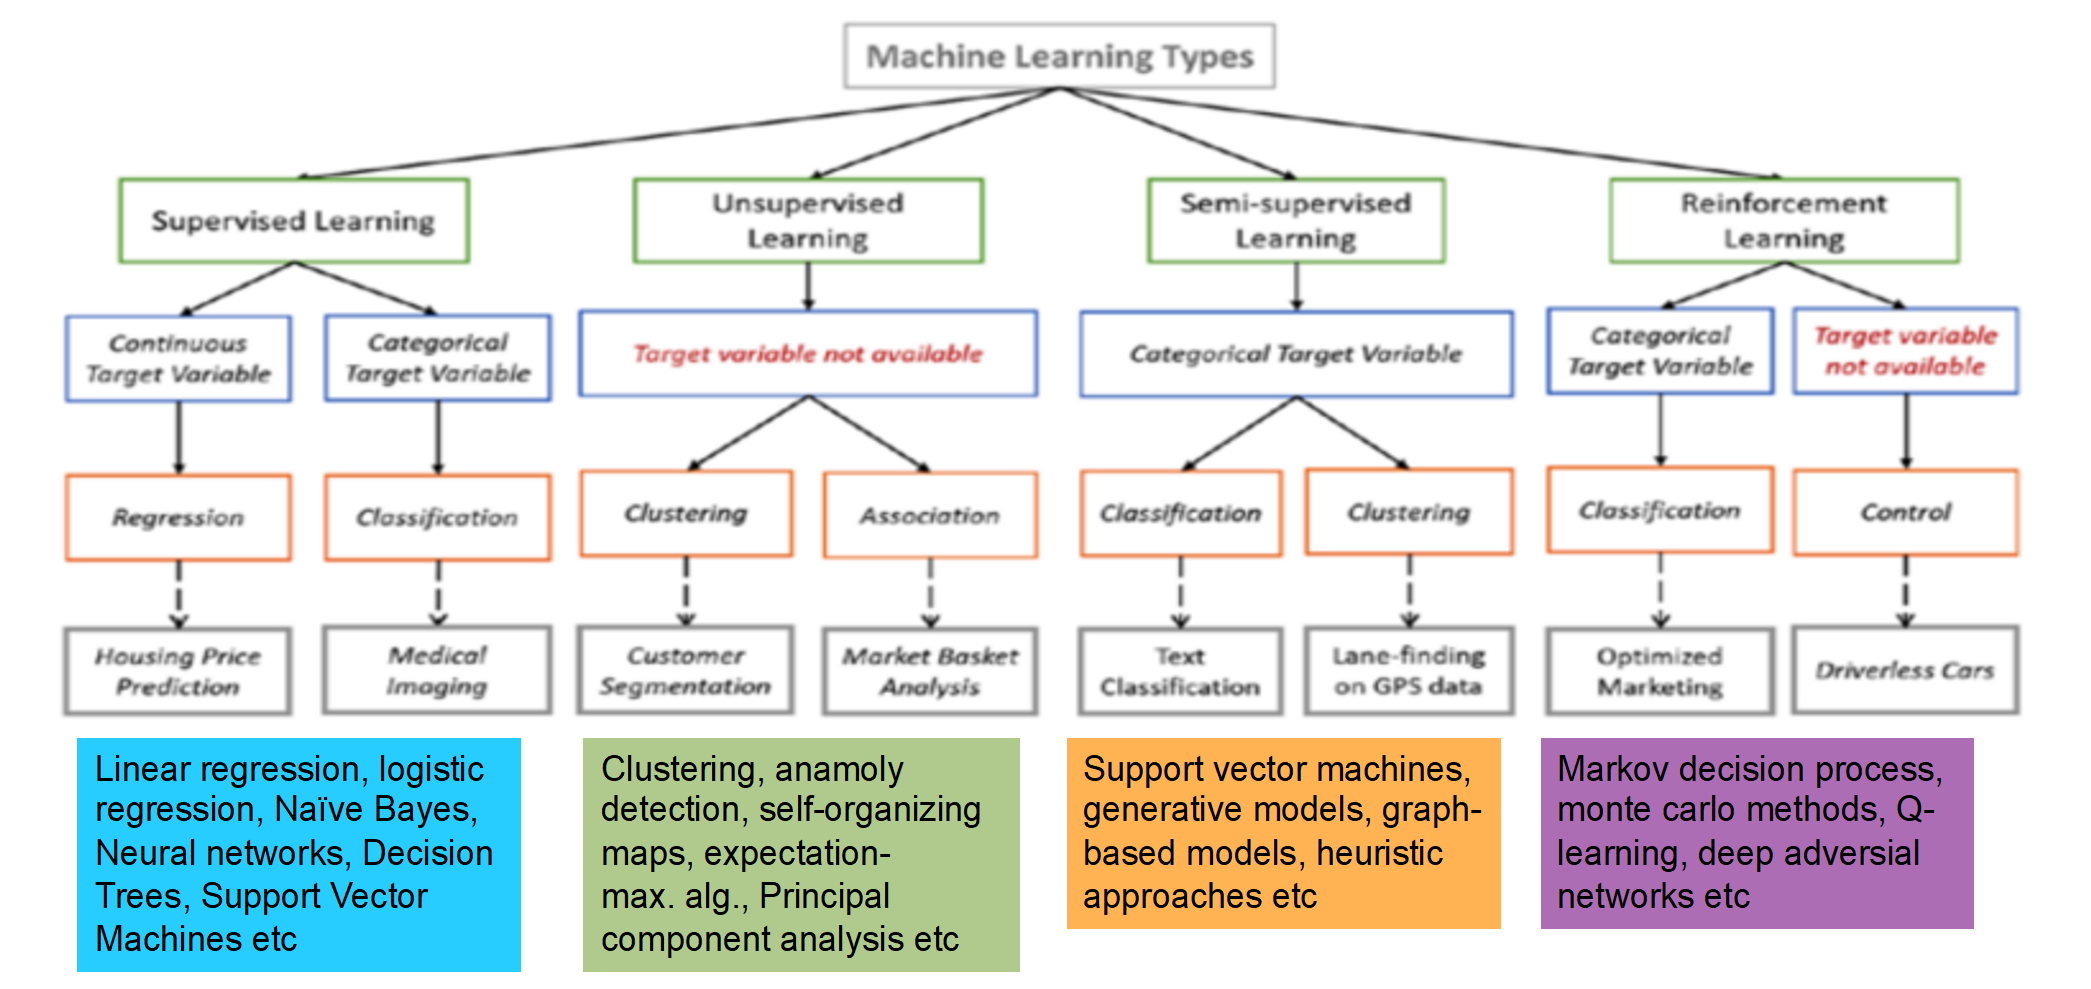 Machine Learning Types
Supervised Learning
Unsupervised
Learning
Semi-supervised
Learning
Reinforcement
Learning
Continuous
Target Variable
Categorical
Target Variable
Target variable not available
Categorical Target Variable
Categorical
Target Variable
Target variable
not available
Regression
Classification
Clustering
Association
Classification
Clustering
Classification
Control
Housing Price
Prediction
Medical
Imaging
Customer
Segmentation
Market Basket
Analysis
Text
Classification
Lane-finding
on GPS data
Optimized
Marketing
Driverless Cars
Linear regression, logistic
regression, Naïve Bayes,
Neural networks, Decision
Trees, Support Vector
Machines etc
Clustering, anamoly
detection, self-organizing
maps, expectation-
max. alg., Principal
component analysis etc
Support vector machines,
generative models, graph-
based models, heuristic
approaches etc
Markov decision process,
monte carlo methods, Q-
learning, deep adversial
networks etc